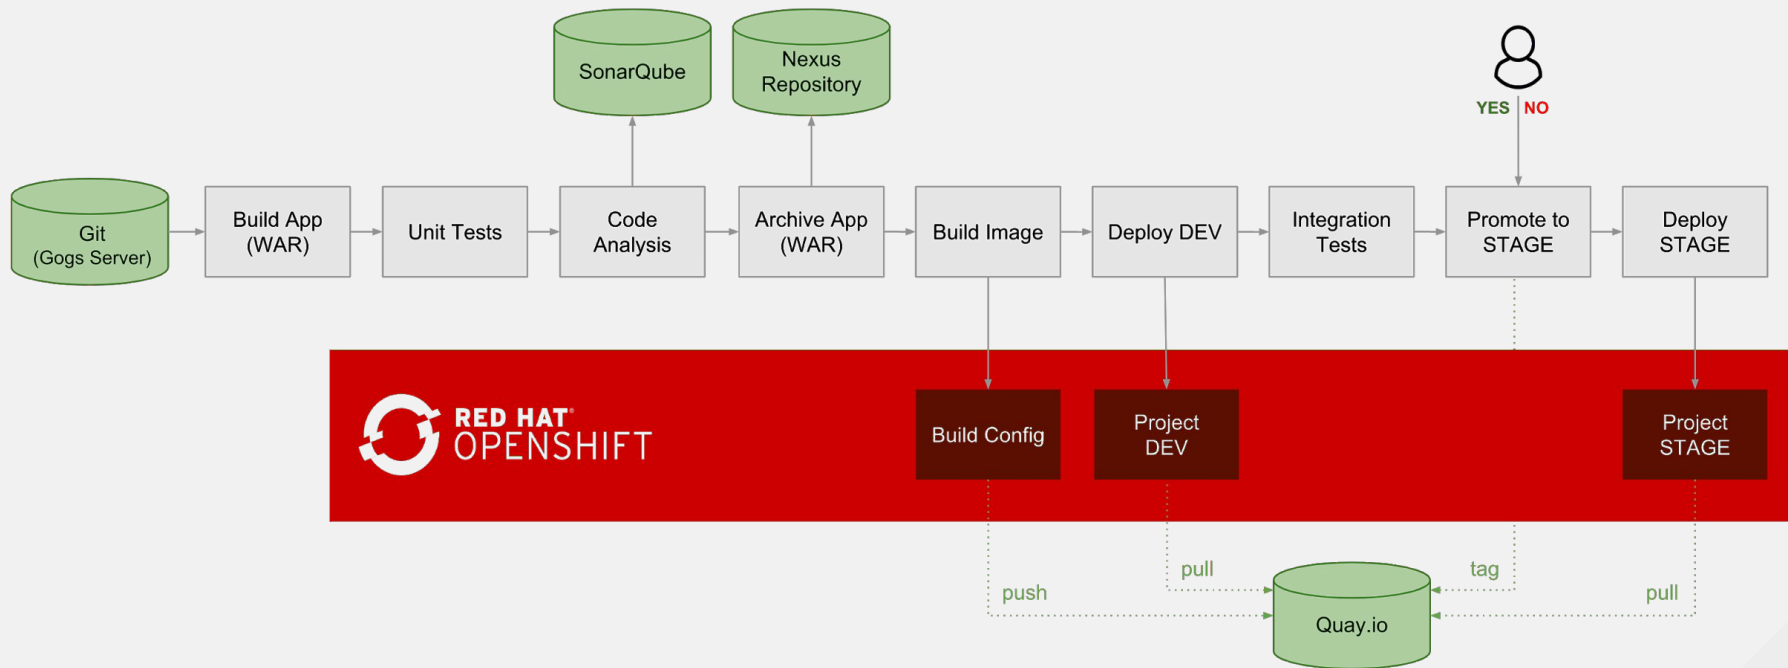 SonarQube
Nexus
Repository
YES
NO
Git
(Gogs Server)
Build App
(WAR)
Unit Tests
Code
Analysis
Archive App
(WAR)
Build Image
Deploy DEV
Integration
Tests
Promote to
STAGE
Deploy
STAGE
RED HAT®
OPENSHIFT
Build Config
Project
DEV
Project
STAGE
push
pull
tag
pull
Quay.io